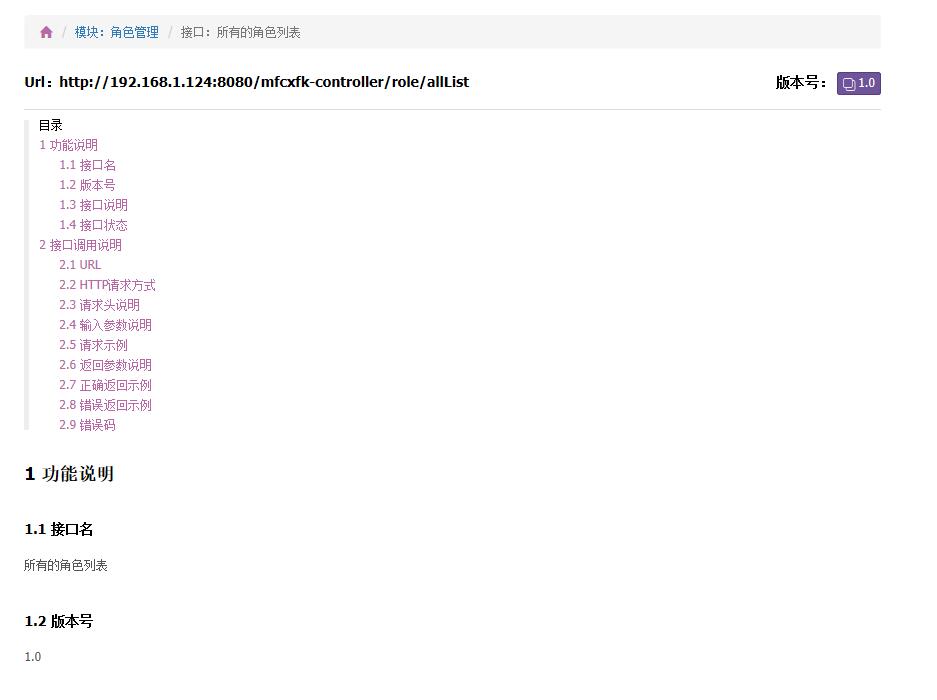 / 模块：角色管理 / 接口：所有的角色列表
Url：http://192.168.1.124:8080/mfcxfk-controller/role/allList 版本号： 1.0
目录
1 功能说明
1.1 接口名
1.2 版本号
1.3 接口说明
1.4 接口状态
2 接口调用说明
2.1 URL
2.2 HTTP请求方式
2.3 请求头说明
2.4 输入参数说明
2.5 请求示例
2.6 返回参数说明
2.7 正确返回示例
2.8 错误返回示例
2.9 错误码
1 功能说明
1.1 接口名
所有的角色列表
1.2 版本号
1.0